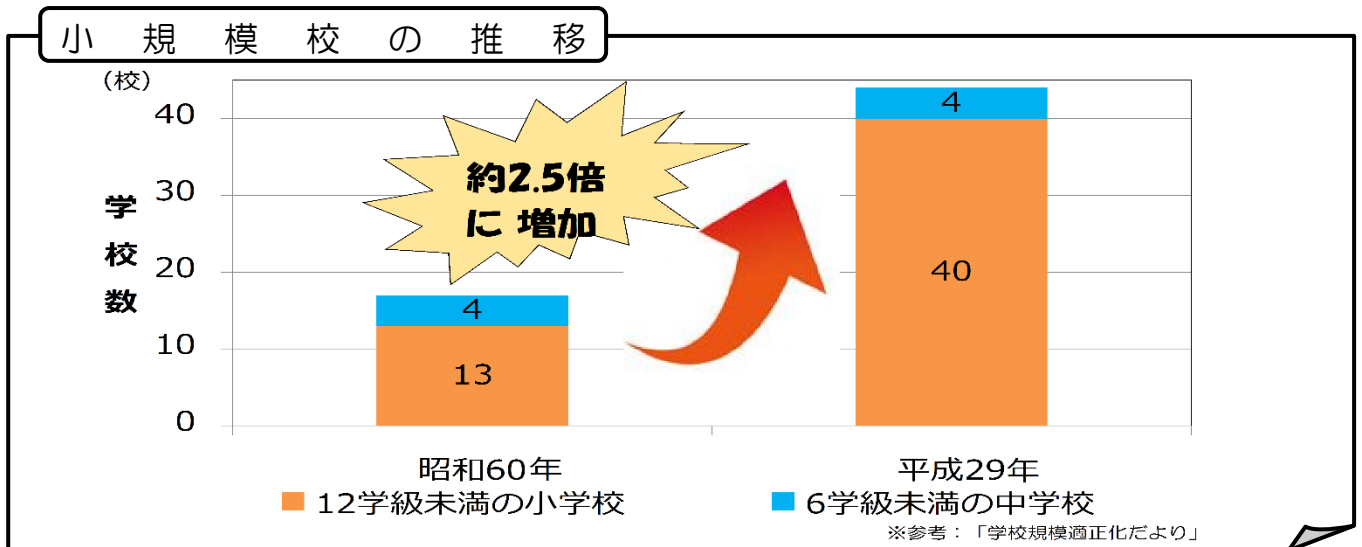 小規模校の推移
(校)
学校数
40
30
20
10
0
約2.5倍
に 増加
4
13
4
40
昭和60年
平成29年
12学級未満の小学校
6学級未満の中学校
※参考：「学校規模適正化だより」